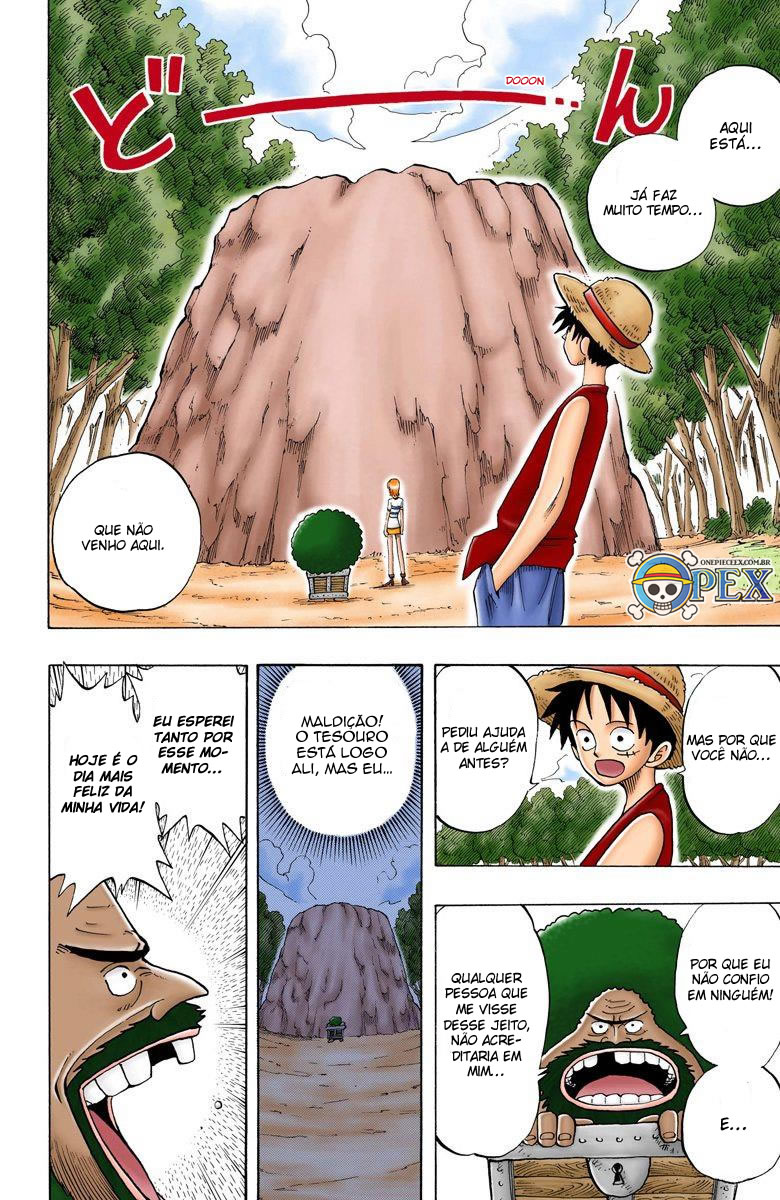 ど
ん
DOOON
AQUI
ESTÁ...
JÁ FAZ
MUITO TEMPO...
QUE NÃO
VENHO AQUI.
ONEPIECEEX.COM.BR
OPEX
MAS POR QUE
VOCÊ NÃO...
PEDIU AJUDA
A DE ALGUÉM
ANTES?
POR QUE EU
NÃO CONFIO
EM NINGUÉM!
E...
QUALQUER
PESSOA QUE
ME VISSE
DESSE JEITO,
NÃO ACRE-
DITARIA EM
MIM...
MALDIÇÃO!
O TESOURO
ESTÁ LOGO
ALI, MAS EU...
EU ESPEREI
TANTO POR
ESSE MO-
MENTO...
HOJE É O
DIA MAIS
FELIZ DA
MINHA VIDA!